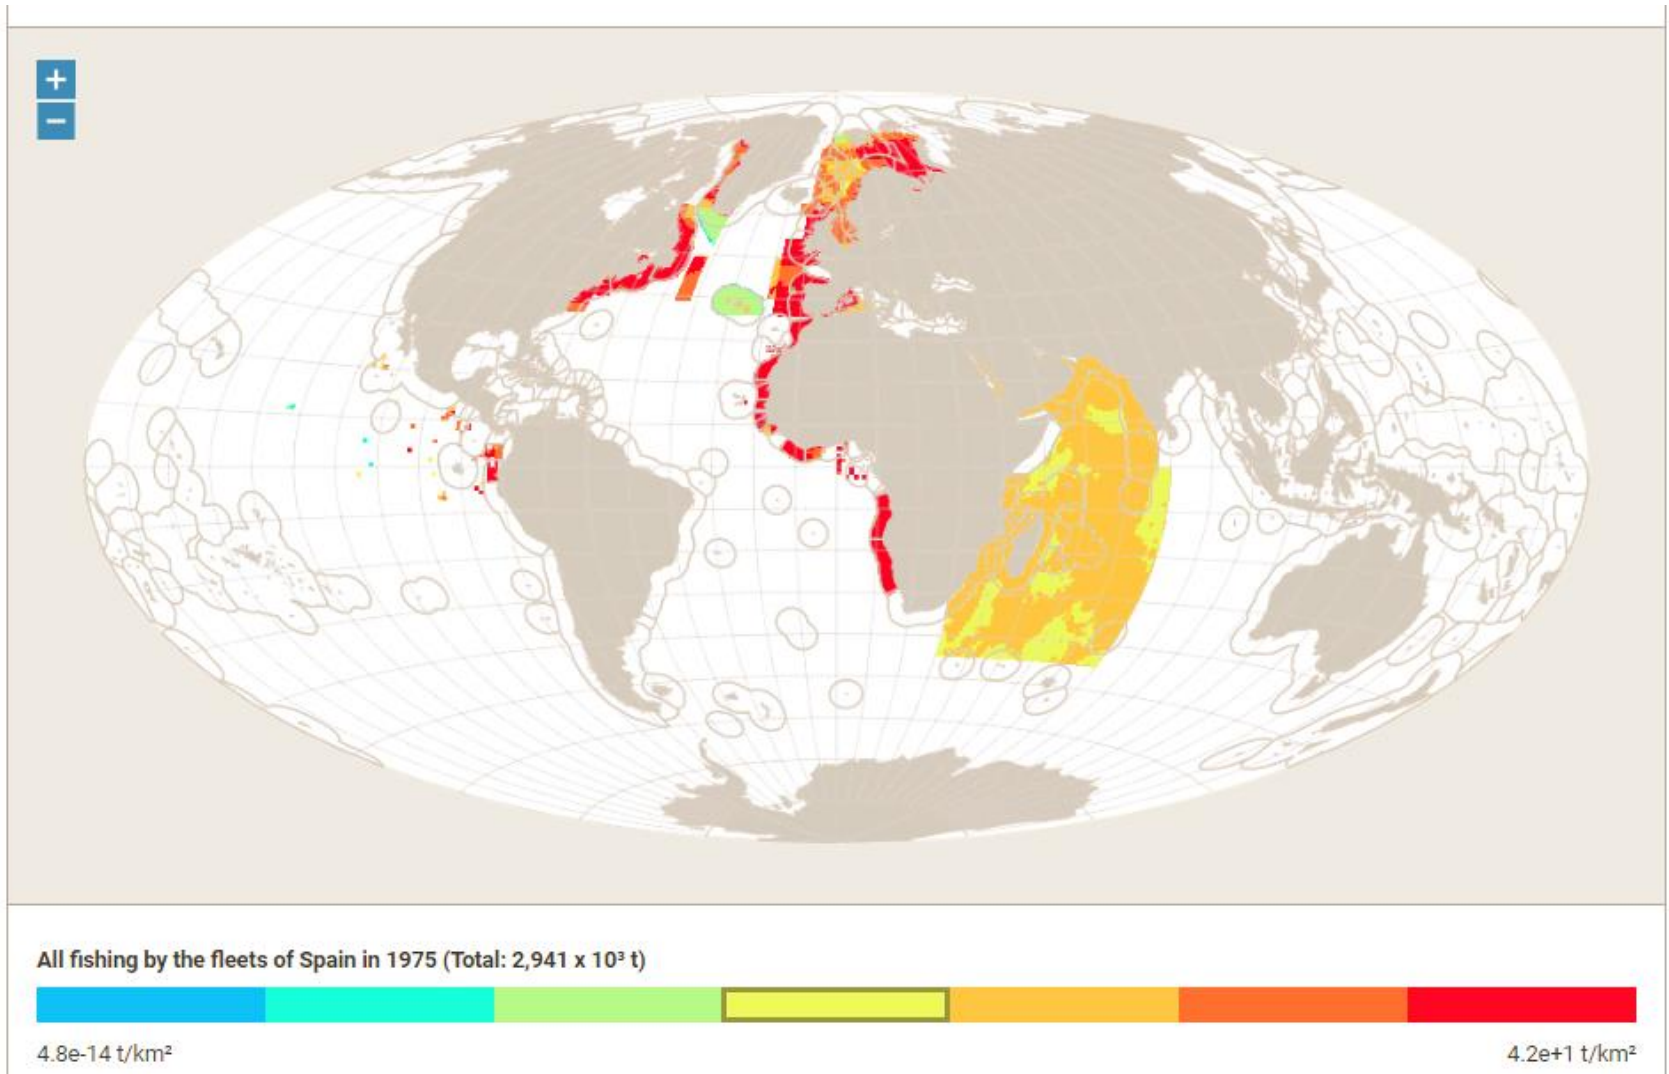 +
−
All fishing by the fleets of Spain in 1975 (Total: 2,941 x 10³ t)
4.8e-14 t/km²
4.2e+1 t/km²